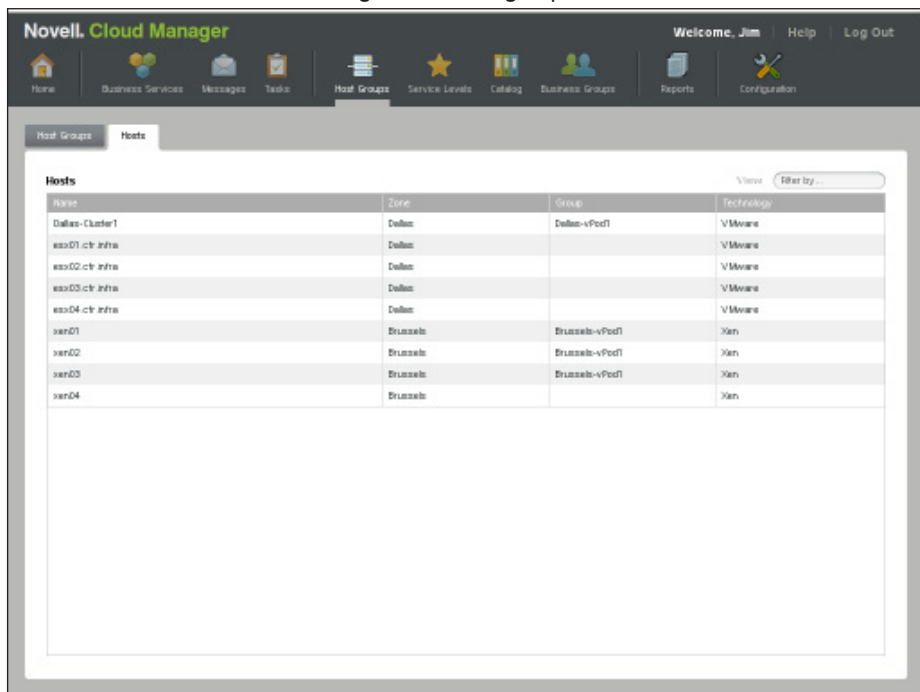 Novell. Cloud Manager
Welcome, Jim | Help | Log Out
Home Business Services Messages Tasks Host Groups Service Levels Catalog Business Groups Reports Configuration
Host Groups Hosts
Hosts View Filter by...
Name Zone Group Technology
Dallas-Cluster1 Dallas Dallas-vPod1 VMware
esx01.ctr.infra Dallas VMware
esx02.ctr.infra Dallas VMware
esx03.ctr.infra Dallas VMware
esx04.ctr.infra Dallas VMware
xen01 Brussels Brussels-vPod1 Xen
xen02 Brussels Brussels-vPod1 Xen
xen03 Brussels Brussels-vPod1 Xen
xen04 Brussels Xen